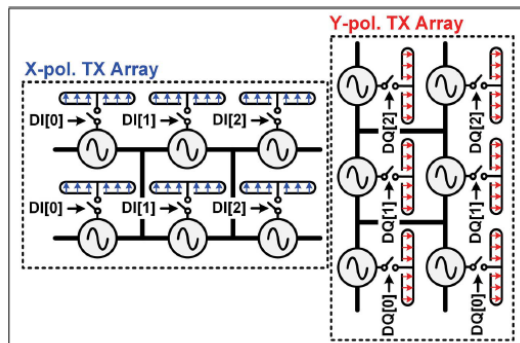 Y-pol. TX Array
X-pol. TX Array
DI[0] DI[1] DI[2]
DI[0] DI[1] DI[2]
DQ[2] DQ[2]
DQ[1] DQ[1]
DQ[0] DQ[0]